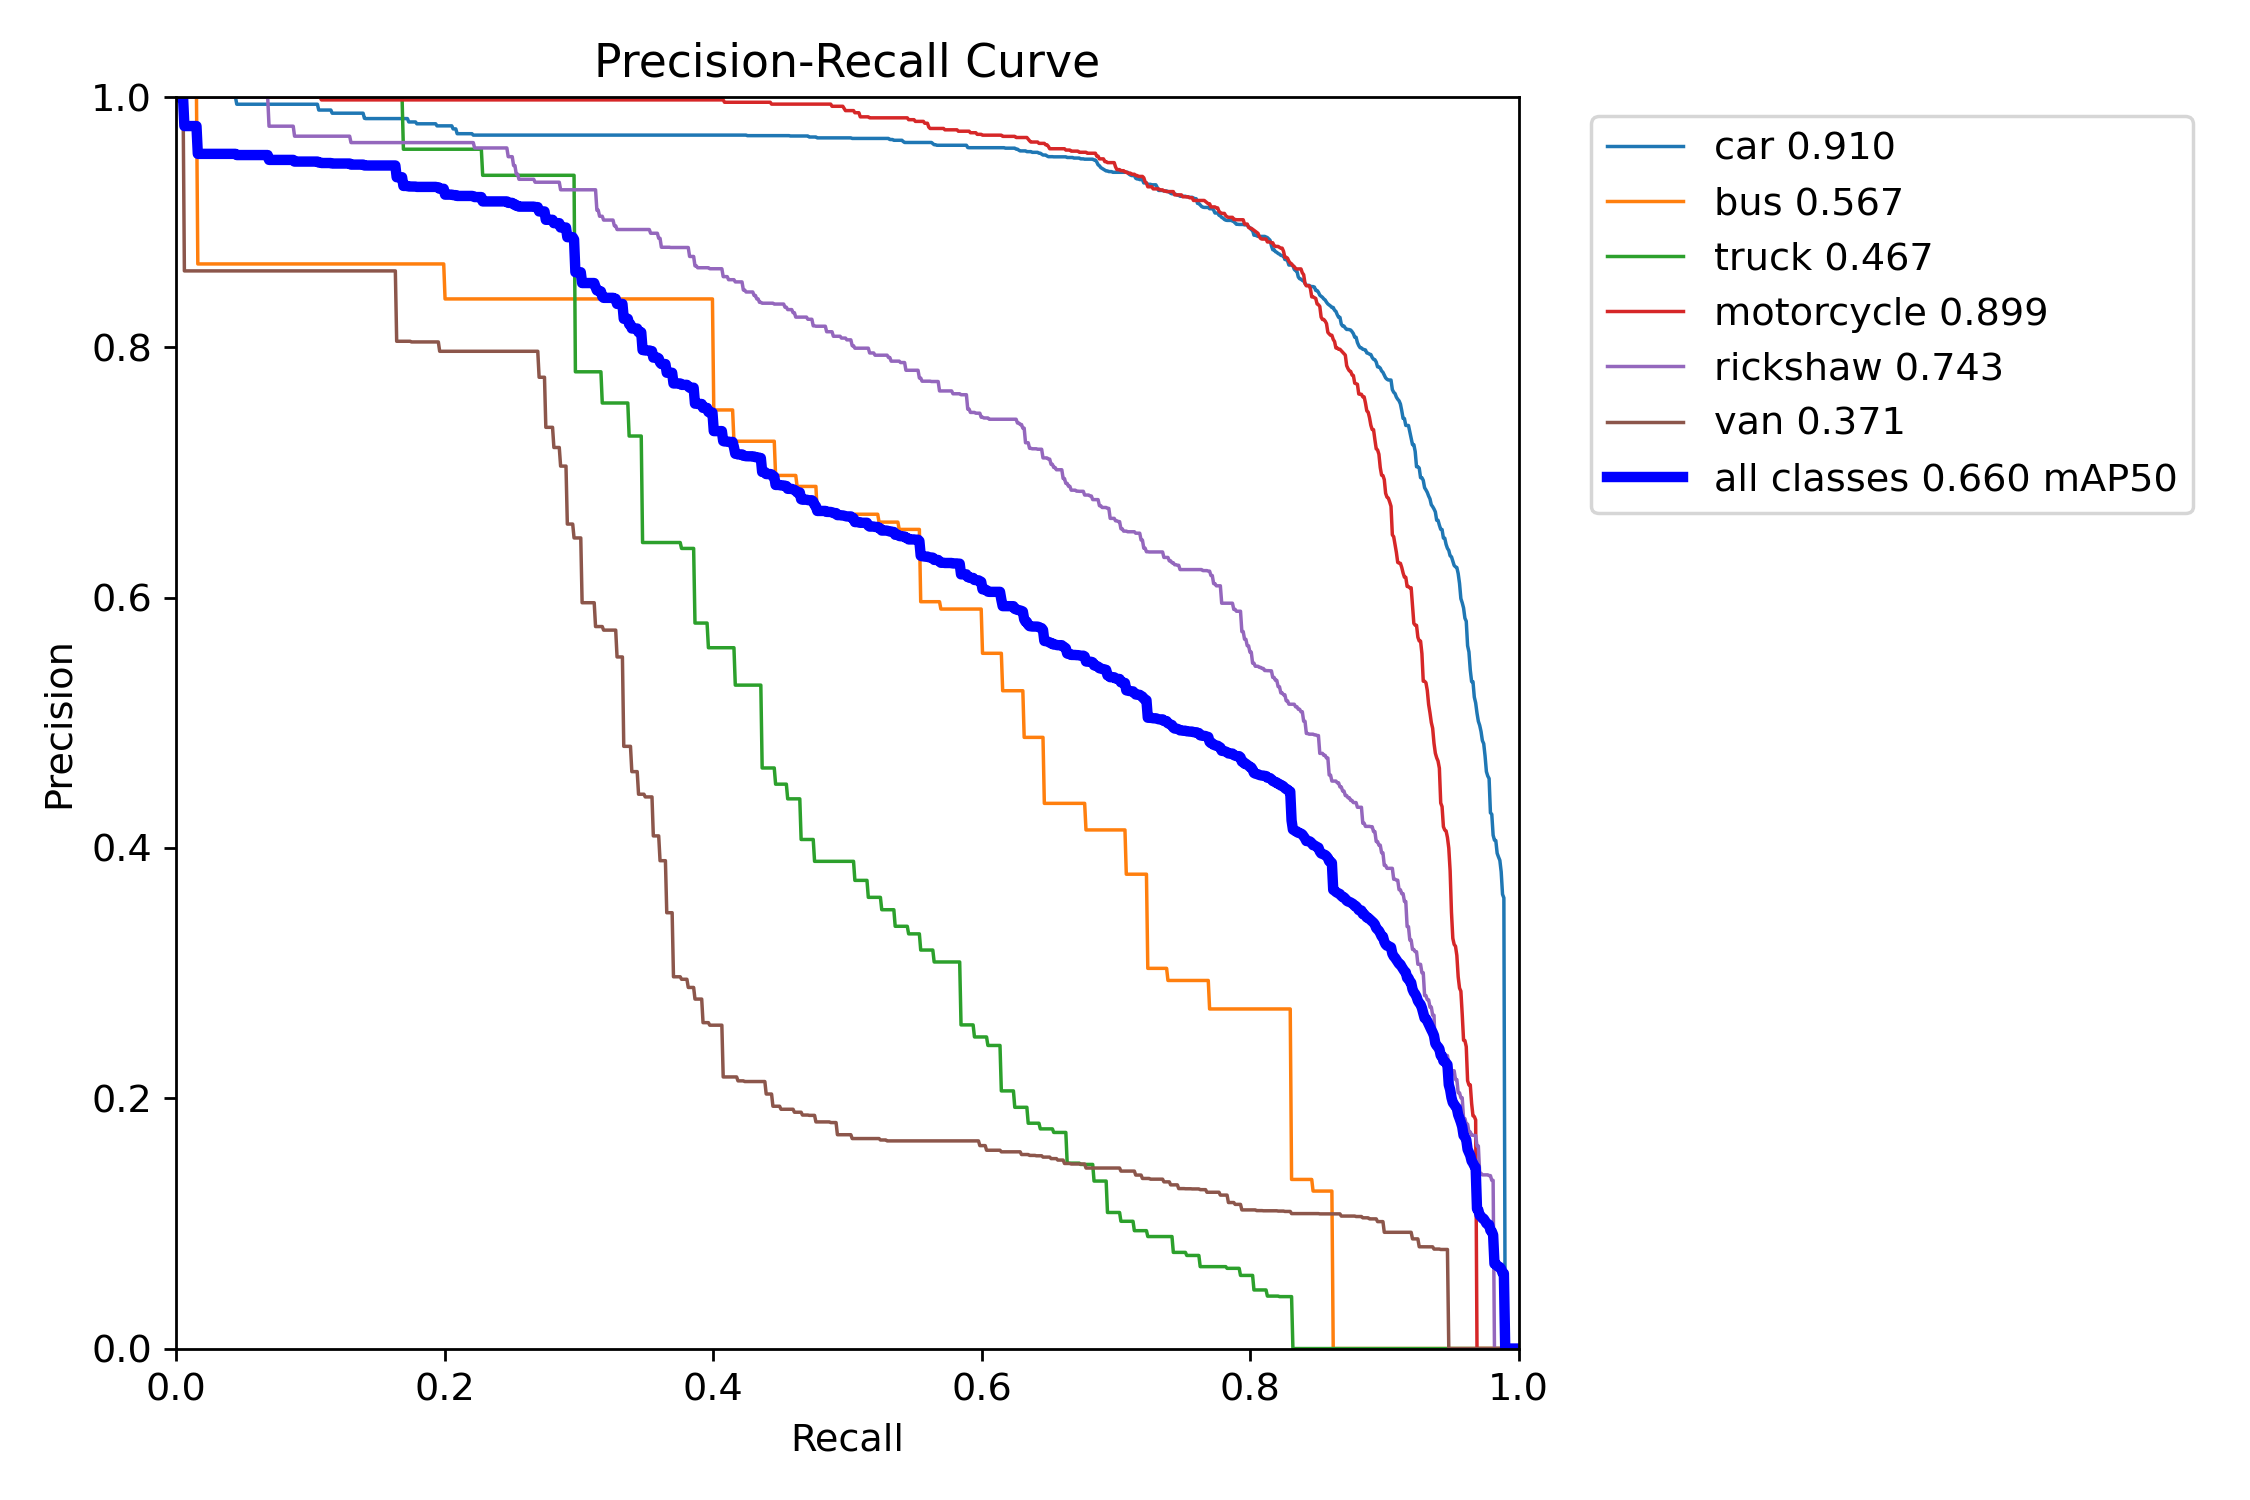 Precision-Recall Curve
1.0
0.8
0.6
0.4
0.2
0.0
Precision
0.0 0.2 0.4 0.6 0.8 1.0
Recall
car 0.910
bus 0.567
truck 0.467
motorcycle 0.899
rickshaw 0.743
van 0.371
all classes 0.660 mAP50